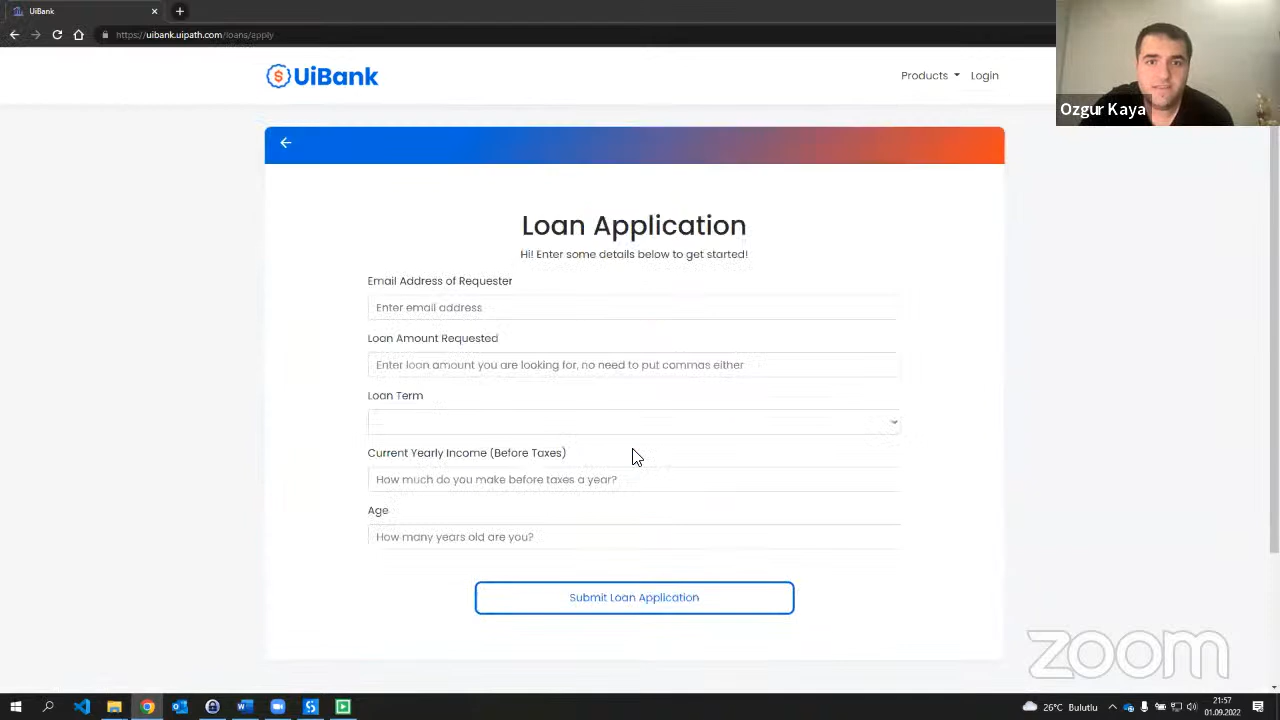 UiBank
https://uibank.uipath.com/loans/apply
UiBank
Products
Login
Ozgur Kaya
Loan Application
Hi! Enter some details below to get started!
Email Address of Requester
Enter email address
Loan Amount Requested
Enter loan amount you are looking for, no need to put commas either
Loan Term
Current Yearly Income (Before Taxes)
How much do you make before taxes a year?
Age
How many years old are you?
Submit Loan Application
zoom
26°C Bulutlu
21:57
01.09.2022